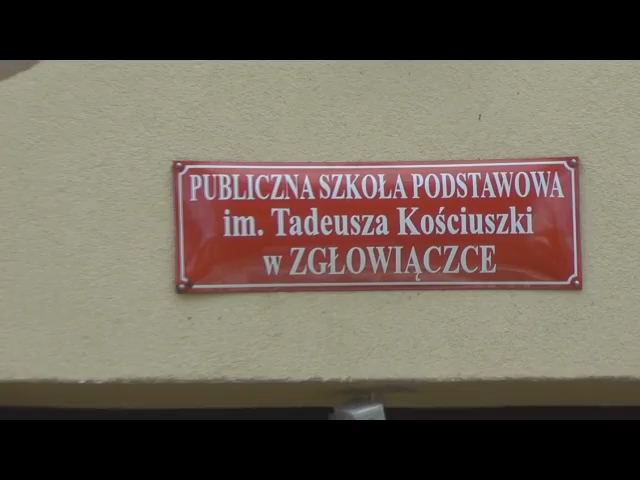 PUBLICZNA SZKOŁA PODSTAWOWA
im. Tadeusza Kościuszki
w ZGŁOWIĄCZCE